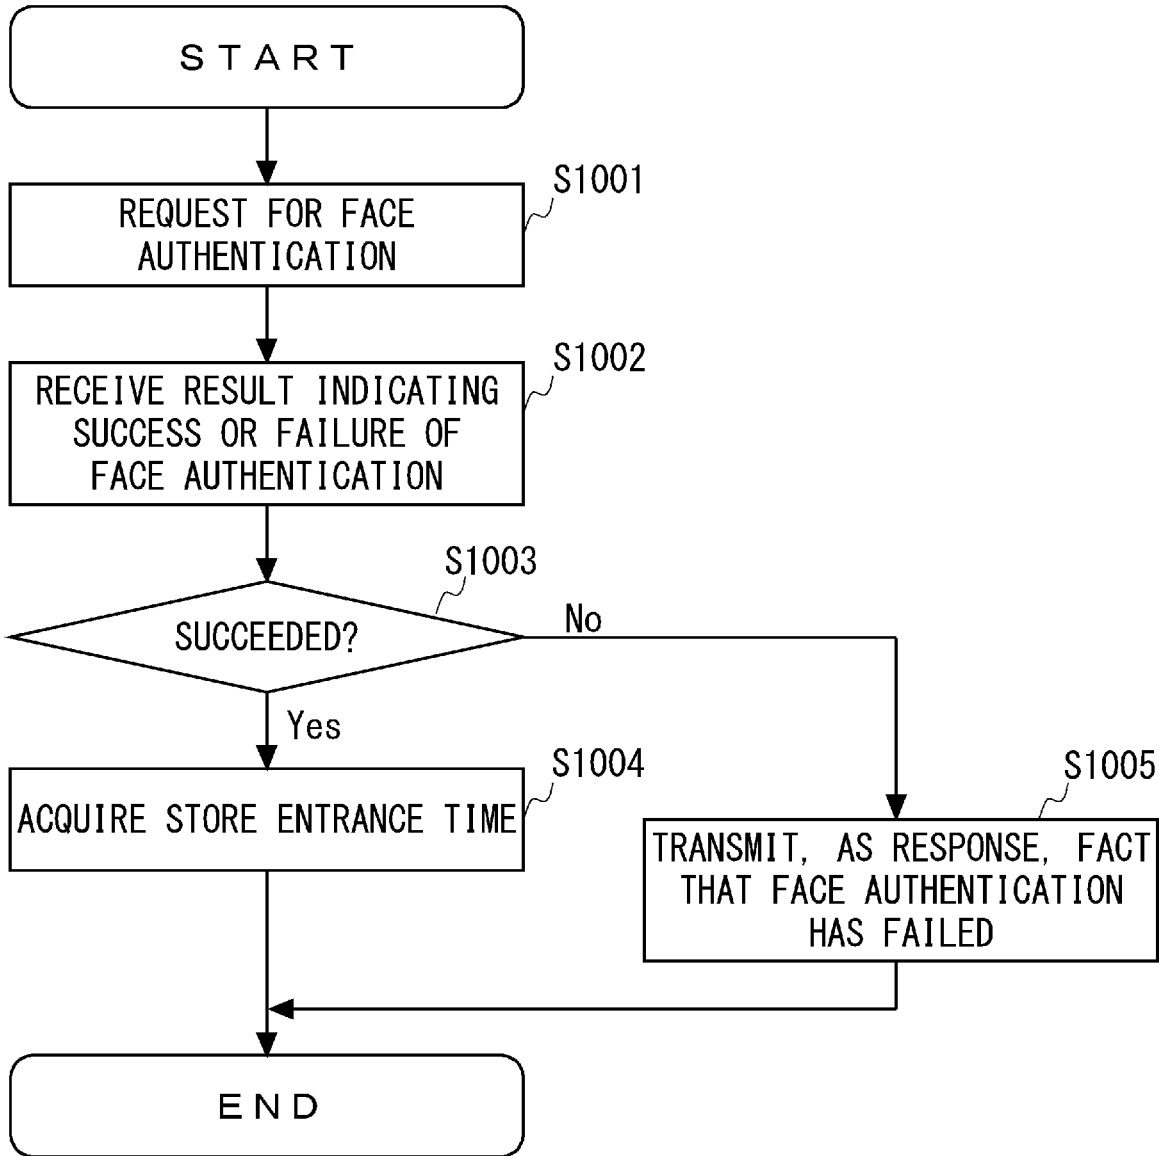 START
S1001
REQUEST FOR FACE
AUTHENTICATION
S1002
RECEIVE RESULT INDICATING
SUCCESS OR FAILURE OF
FACE AUTHENTICATION
S1003
SUCCEEDED?
No
Yes
S1004
ACQUIRE STORE ENTRANCE TIME
S1005
TRANSMIT, AS RESPONSE, FACT
THAT FACE AUTHENTICATION
HAS FAILED
END